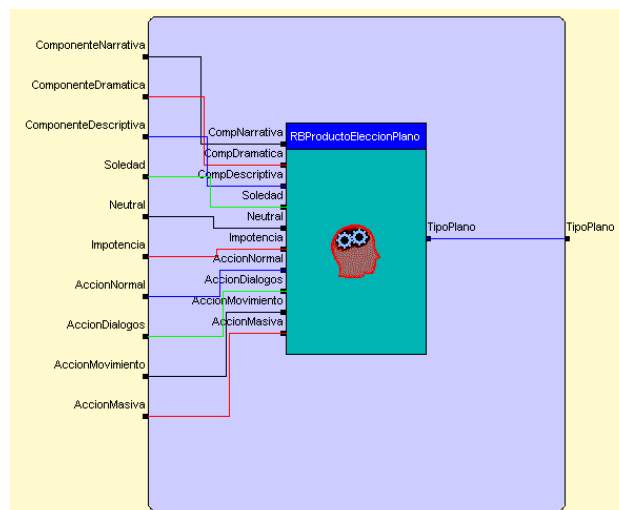 ComponenteNarrativa
ComponenteDramatica
ComponenteDescriptiva
Soledad
Neutral
Impotencia
AccionNormal
AccionDialogos
AccionMovimiento
AccionMasiva
RBProductoEleccionPlano
CompNarrativa
CompDramatica
CompDescriptiva
Soledad
Neutral
Impotencia
AccionNormal
AccionDialogos
AccionMovimiento
AccionMasiva
TipoPlano
TipoPlano